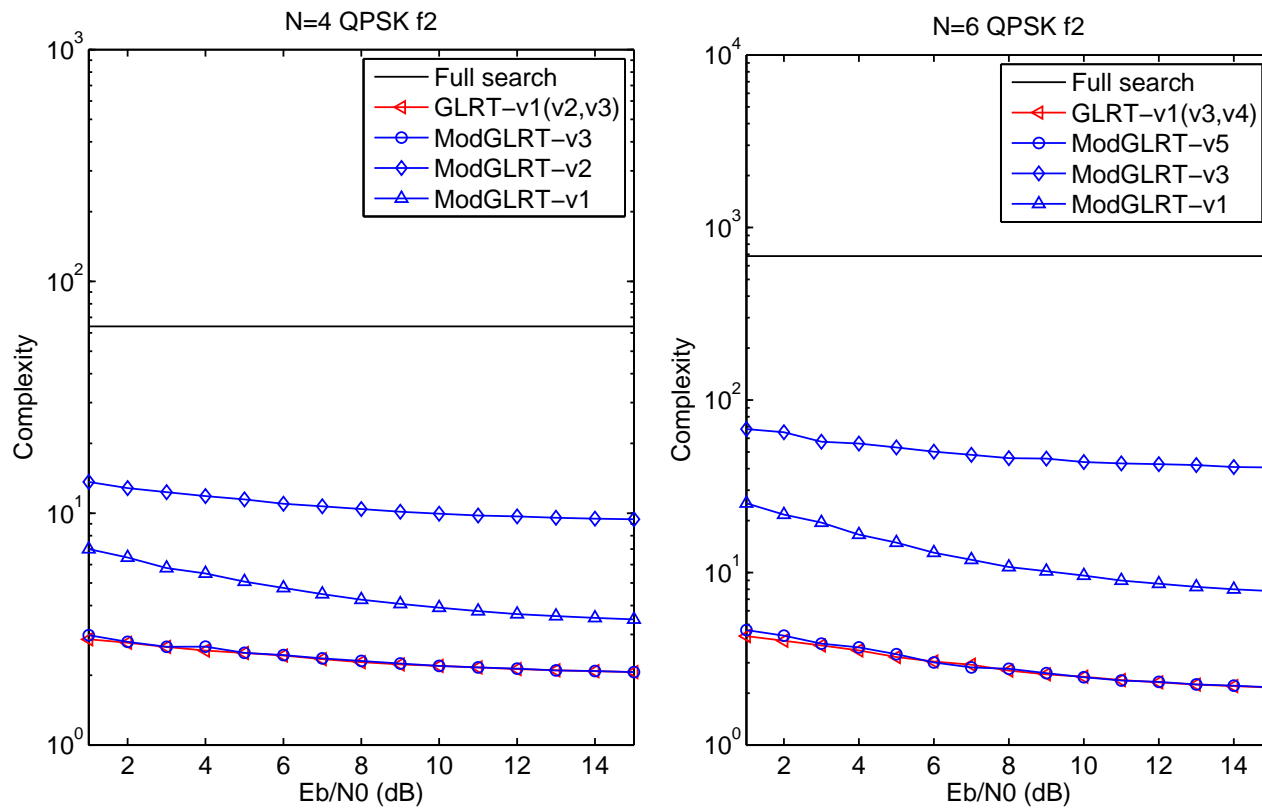 N=4 QPSK f2
10^3
10^2
10^1
10^0
Complexity
2 4 6 8 10 12 14
Eb/N0 (dB)
Full search
GLRT−v1(v2,v3)
ModGLRT−v3
ModGLRT−v2
ModGLRT−v1
N=6 QPSK f2
10^4
10^3
10^2
10^1
10^0
Complexity
2 4 6 8 10 12 14
Eb/N0 (dB)
Full search
GLRT−v1(v3,v4)
ModGLRT−v5
ModGLRT−v3
ModGLRT−v1